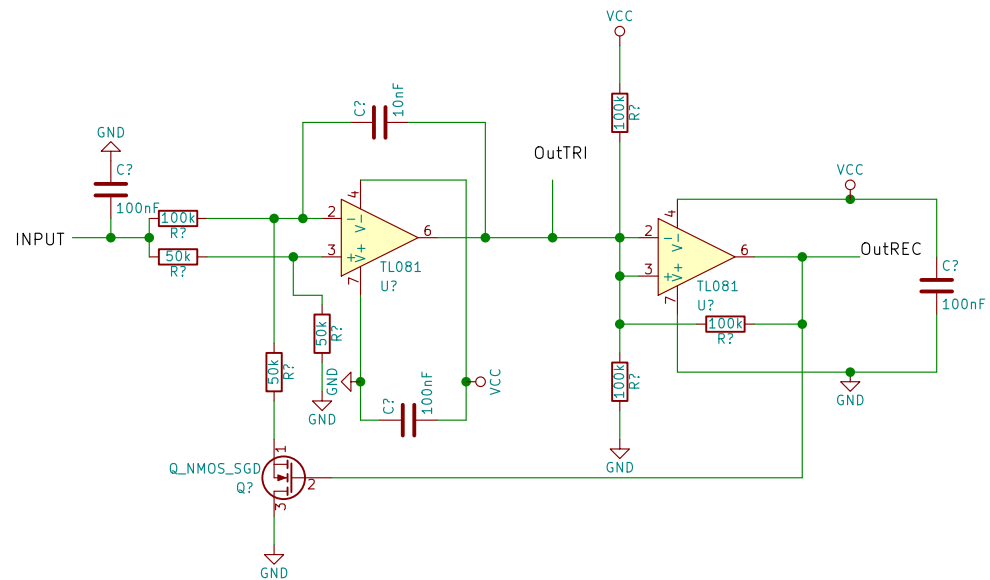 VCC
C?
10nF
100k
R?
OutTRI
GND
C?
100nF
VCC
INPUT
100k
R?
50k
R?
2
3
4
7
6
V-
V+
TL081
U?
2
3
4
7
6
V-
V+
TL081
U?
OutREC
C?
100nF
50k
R?
50k
R?
GND
GND
C?
100nF
VCC
100k
R?
100k
R?
GND
GND
Q_NMOS_SGD
Q?
1
2
3
GND